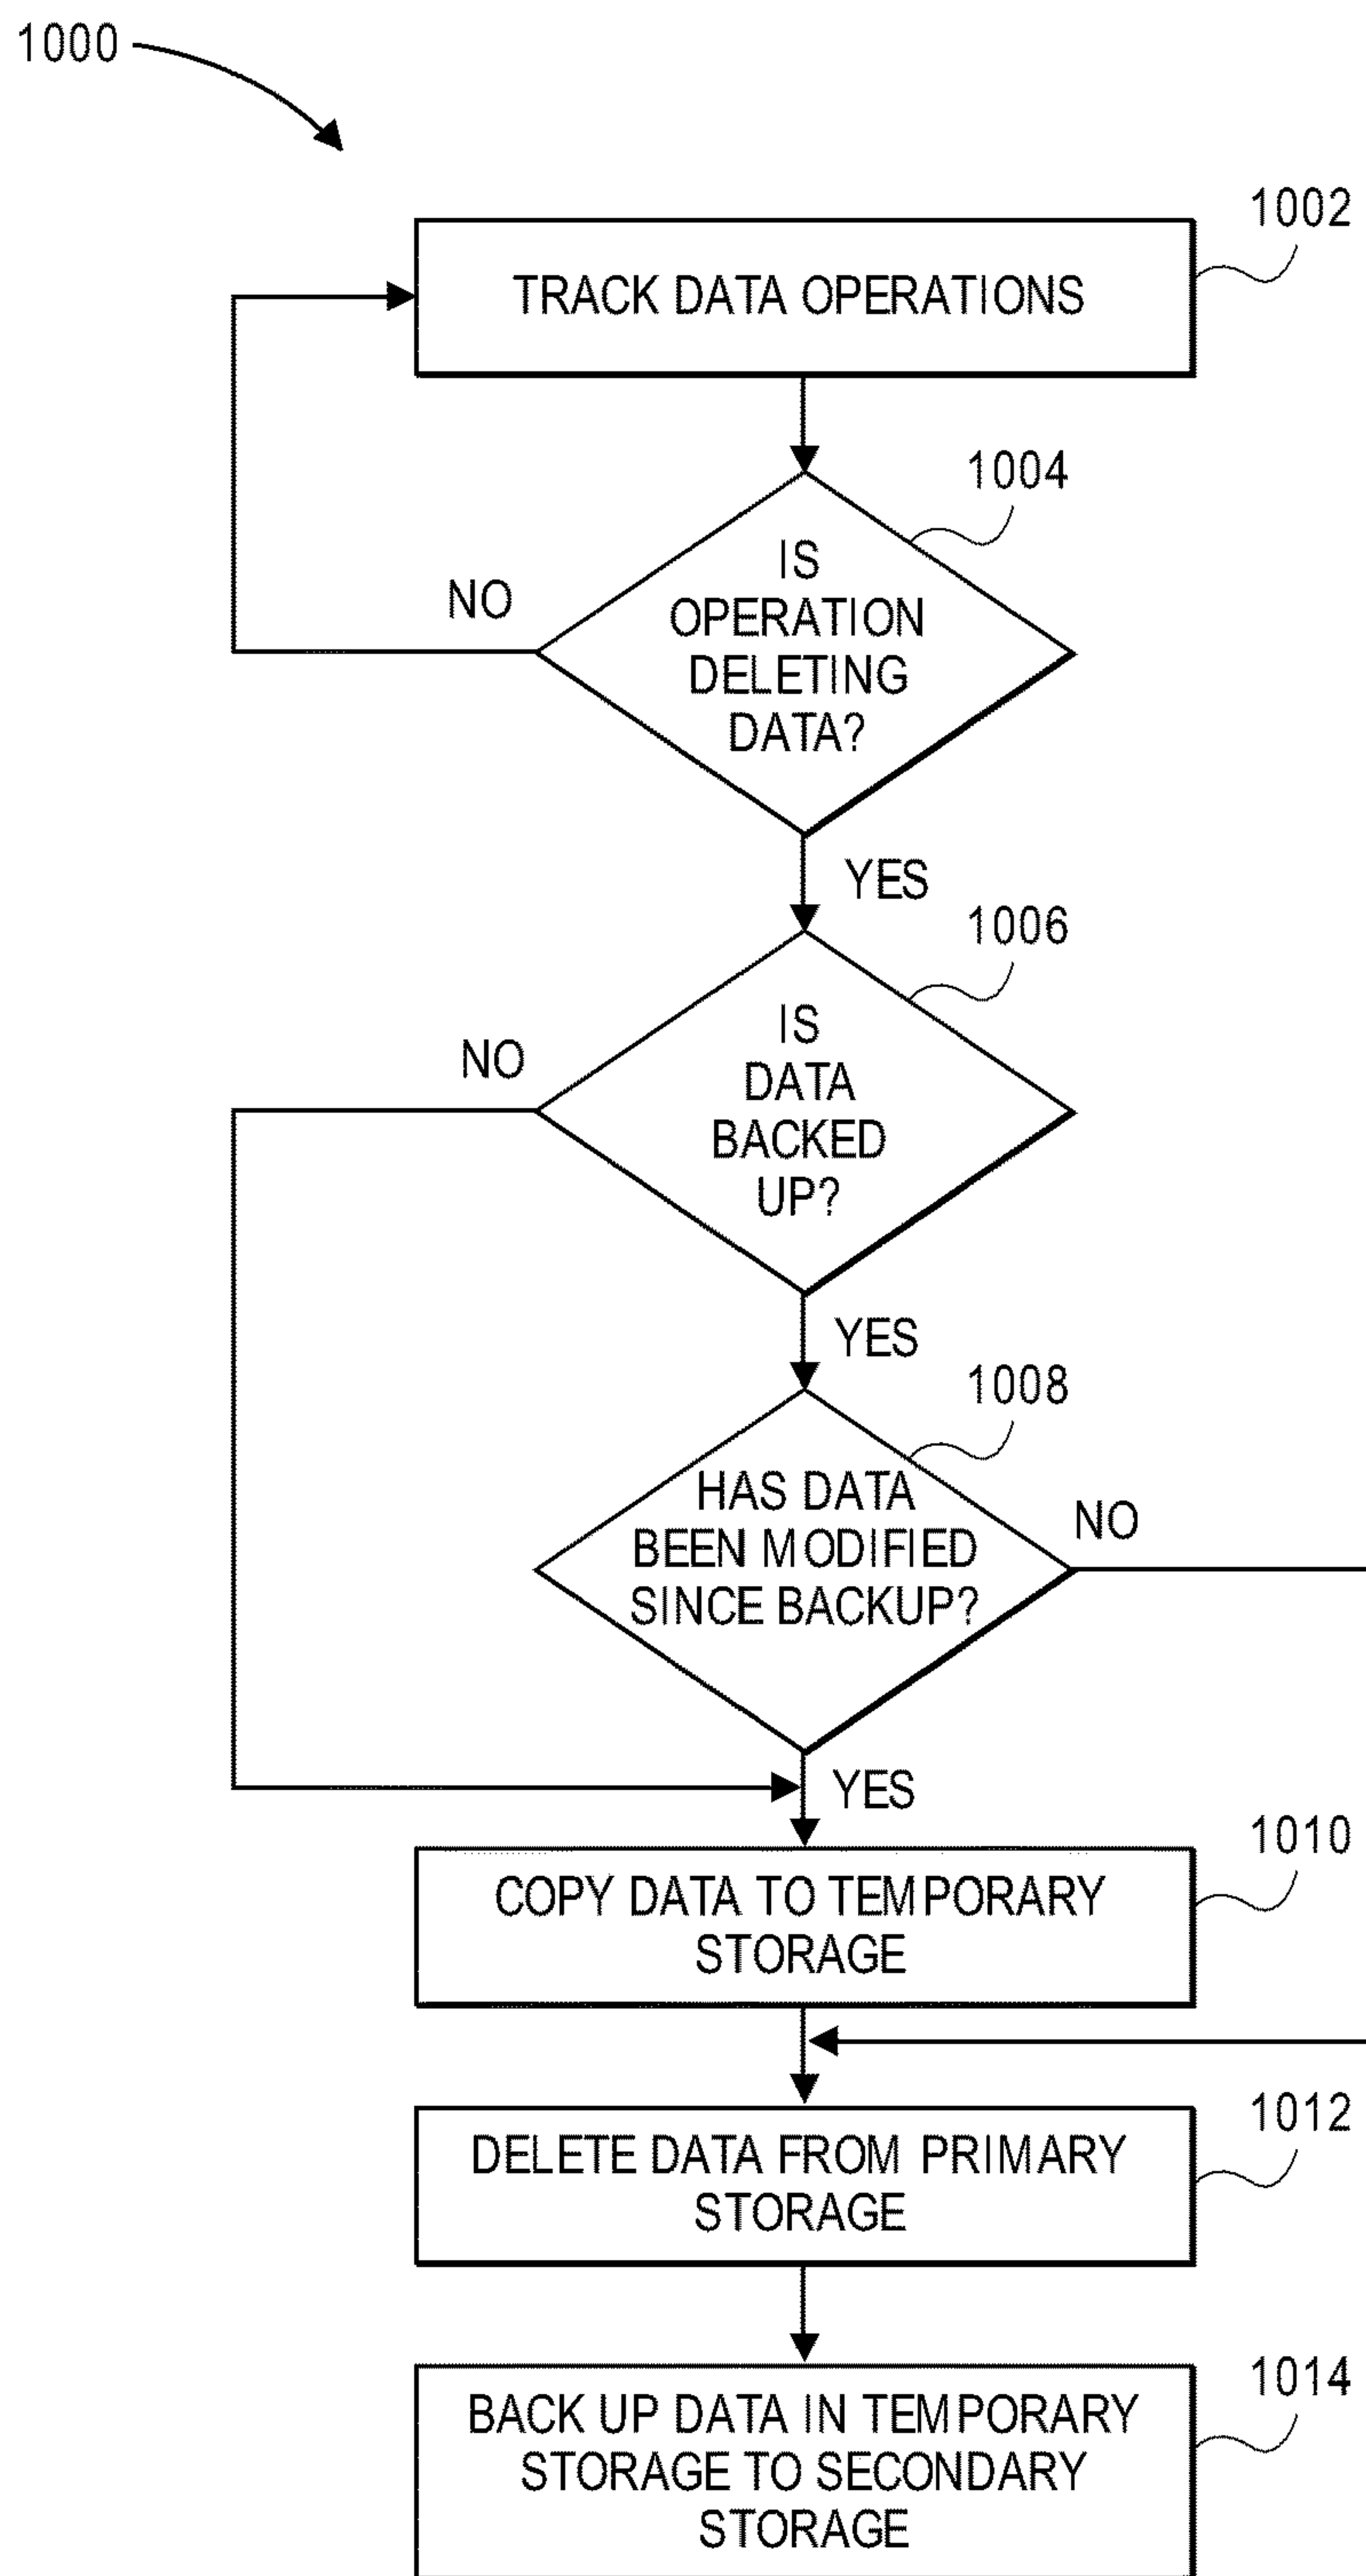 1000
1002
TRACK DATA OPERATIONS
1004
IS
OPERATION
DELETING
DATA?
NO
YES
1006
IS
DATA
BACKED
UP?
NO
YES
1008
HAS DATA
BEEN MODIFIED
SINCE BACKUP?
NO
YES
1010
COPY DATA TO TEMPORARY
STORAGE
1012
DELETE DATA FROM PRIMARY
STORAGE
1014
BACK UP DATA IN TEMPORARY
STORAGE TO SECONDARY
STORAGE